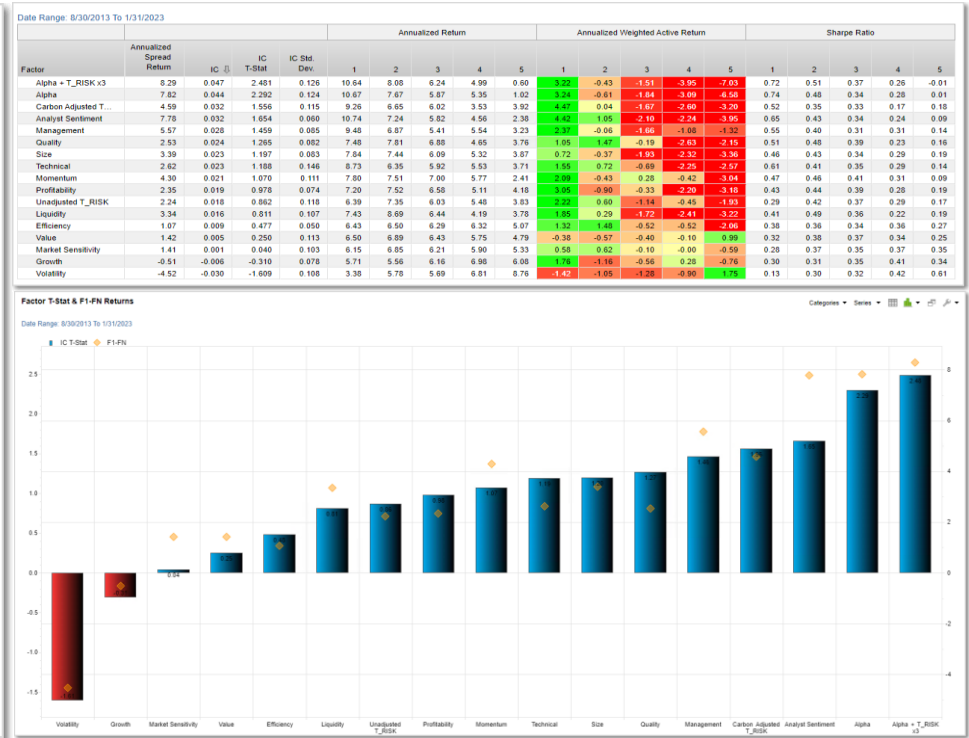 Date Range: 8/30/2013 To 1/31/2023
Annualized Return Annualized Weighted Active Return Sharpe Ratio
Factor Annualized Spread Return IC IC T-Stat IC Std. Dev. 1 2 3 4 5 1 2 3 4 5 1 2 3 4 5
Alpha + T_RISK x3 8.29 0.047 2.481 0.126 10.64 8.08 6.24 4.99 0.60 3.22 -0.43 -1.51 -3.95 -7.03 0.72 0.51 0.37 0.26 -0.01
Alpha 7.82 0.044 2.292 0.124 10.67 7.67 5.87 5.35 1.02 3.24 -0.61 -1.84 -3.09 -6.58 0.74 0.48 0.34 0.28 0.01
Carbon Adjusted T... 4.59 0.032 1.556 0.115 9.26 6.65 6.02 3.53 3.92 4.47 0.04 -1.67 -2.60 -3.20 0.52 0.35 0.33 0.17 0.18
Analyst Sentiment 7.78 0.032 1.654 0.060 10.74 7.24 5.82 4.56 2.38 4.42 1.05 -2.10 -2.24 -3.95 0.65 0.43 0.34 0.24 0.09
Management 5.57 0.028 1.459 0.085 9.48 6.87 5.41 5.54 3.23 2.37 -0.06 -1.66 -1.08 -1.32 0.55 0.40 0.31 0.31 0.14
Quality 2.53 0.024 1.265 0.082 7.48 7.81 6.88 4.65 3.76 1.05 1.47 -0.19 -2.63 -2.15 0.51 0.48 0.39 0.23 0.16
Size 3.39 0.023 1.197 0.083 7.84 7.44 6.09 5.32 3.87 0.72 -0.37 -1.93 -2.32 -3.36 0.46 0.43 0.34 0.29 0.19
Technical 2.62 0.023 1.188 0.146 8.73 6.35 5.92 5.53 3.71 1.55 0.72 -0.69 -2.25 -2.57 0.61 0.41 0.35 0.29 0.14
Momentum 4.30 0.021 1.070 0.111 7.80 7.51 7.00 5.77 2.41 2.09 -0.43 0.28 -0.42 -3.04 0.47 0.46 0.41 0.31 0.09
Profitability 2.35 0.019 0.978 0.074 7.20 7.52 6.58 5.11 4.18 3.05 -0.90 -0.33 -2.20 -3.18 0.43 0.44 0.39 0.28 0.19
Unadjusted T_RISK 2.24 0.018 0.862 0.118 6.39 7.35 6.03 5.48 3.83 2.22 0.60 -1.14 -0.45 -1.93 0.29 0.42 0.37 0.29 0.17
Liquidity 3.34 0.016 0.811 0.107 7.43 8.69 6.44 4.19 3.78 1.85 0.29 -1.72 -2.41 -3.22 0.41 0.49 0.36 0.22 0.19
Efficiency 1.07 0.009 0.477 0.050 6.43 6.50 6.29 6.32 5.07 1.32 1.48 -0.52 -0.52 -2.06 0.38 0.36 0.34 0.36 0.27
Value 1.42 0.005 0.250 0.113 6.50 6.89 6.43 5.75 4.79 -0.38 -0.57 -0.40 -0.10 0.99 0.32 0.38 0.37 0.34 0.25
Market Sensitivity 1.41 0.001 0.040 0.103 6.15 6.85 6.21 5.90 5.33 0.58 0.62 -0.10 -0.00 -0.59 0.28 0.37 0.35 0.37 0.35
Growth -0.51 -0.006 -0.310 0.078 5.71 5.56 6.16 6.98 6.08 1.76 -1.16 -0.56 0.28 -0.76 0.30 0.31 0.35 0.41 0.34
Volatility -4.52 -0.030 -1.609 0.108 3.38 5.78 5.69 6.81 8.76 -1.42 -1.05 -1.28 -0.90 1.75 0.13 0.30 0.32 0.42 0.61
Factor T-Stat & F1-FN Returns Categories Series
Date Range: 8/30/2013 To 1/31/2023
IC T-Stat F1-FN
2.5 8
2.0 6
1.5 4
1.0 2
0.5
0.0 0.04 0
-0.5 -2
-1.0 -4
-1.5
Volatility Growth Market Sensitivity Value Efficiency Liquidity Unadjusted T_RISK Profitability Momentum Technical Size Quality Management Carbon Adjusted T_RISK Analyst Sentiment Alpha Alpha + T_RISK x3